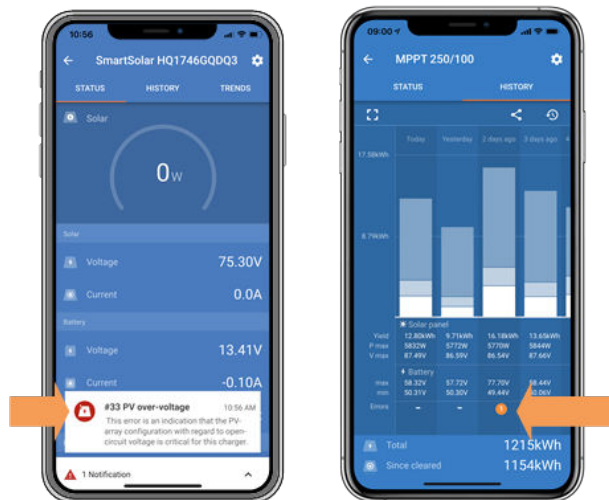 10:56
SmartSolar HQ1746GQDQ3
STATUS HISTORY TRENDS
Solar
0W
Solar
Voltage 75.30V
Current 0.0A
Battery
Voltage 13.41V
Current -0.10A
#33 PV over-voltage 10:56 AM
This error is an indication that the PV-
array configuration with regard to open-
circuit voltage is critical for this charger.
1 Notification
09:00
MPPT 250/100
STATUS HISTORY
Today Yesterday 2 days ago 3 days ago
17.58kWh
8.79kWh
Solar panel
Yield 12.80kWh 9.71kWh 16.18kWh 13.65kWh
P max 5832W 5772W 5770W 5844W
V max 87.49V 86.59V 86.54V 87.66V
Battery
max 58.32V 57.72V 77.70V 58.44V
min 50.31V 50.30V 49.44V
Errors - - 1
Total 1215kWh
Since cleared 1154kWh